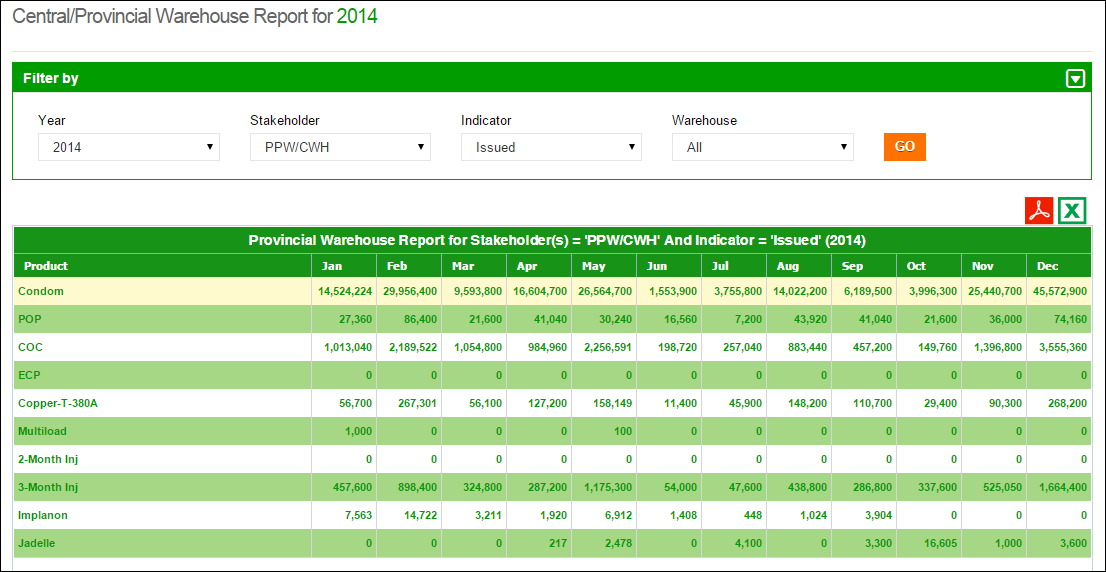 Central/Provincial Warehouse Report for 2014
Filter by
Year Stakeholder Indicator Warehouse
2014 PPW/CWH Issued All GO
Provincial Warehouse Report for Stakeholder(s) = 'PPW/CWH' And Indicator = 'Issued' (2014)
Product Jan Feb Mar Apr May Jun Jul Aug Sep Oct Nov Dec
Condom 14,524,224 29,956,400 9,593,800 16,604,700 26,564,700 1,553,900 3,755,800 14,022,200 6,189,500 3,996,300 25,440,700 45,572,900
POP 27,360 86,400 21,600 41,040 30,240 16,560 7,200 43,920 41,040 21,600 36,000 74,160
COC 1,013,040 2,189,522 1,054,800 984,960 2,256,591 198,720 257,040 883,440 457,200 149,760 1,396,800 3,555,360
ECP 0 0 0 0 0 0 0 0 0 0 0 0
Copper-T-380A 56,700 267,301 56,100 127,200 158,149 11,400 45,900 148,200 110,700 29,400 90,300 268,200
Multiload 1,000 0 0 0 100 0 0 0 0 0 0 0
2-Month Inj 0 0 0 0 0 0 0 0 0 0 0 0
3-Month Inj 457,600 898,400 324,800 287,200 1,175,300 54,000 47,600 438,800 286,800 337,600 525,050 1,664,400
Implanon 7,563 14,722 3,211 1,920 6,912 1,408 448 1,024 3,904 0 0 0
Jadelle 0 0 0 217 2,478 0 4,100 0 3,300 16,605 1,000 3,600